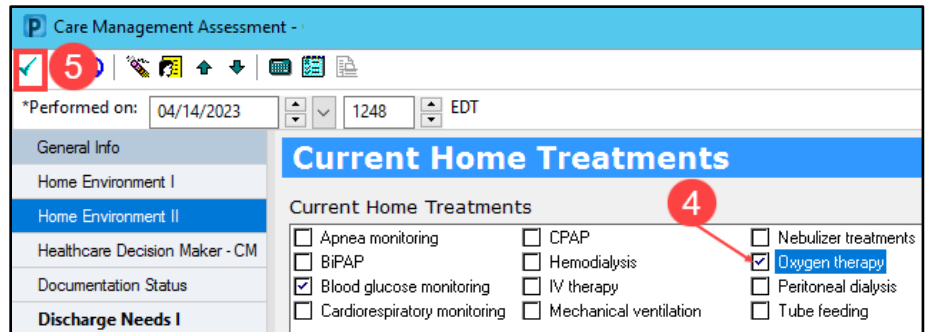 P Care Management Assessment -
5
*Performed on: 04/14/2023 1248 EDT
General Info
Home Environment I
Home Environment II
Healthcare Decision Maker - CM
Documentation Status
Discharge Needs I
Current Home Treatments
Current Home Treatments
4
Apnea monitoring CPAP Nebulizer treatments
BiPAP Hemodialysis Oxygen therapy
Blood glucose monitoring IV therapy Peritoneal dialysis
Cardiorespiratory monitoring Mechanical ventilation Tube feeding